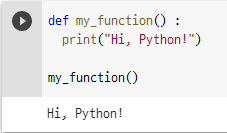 def my_function() :
  print("Hi, Python!")

my_function()
Hi, Python!